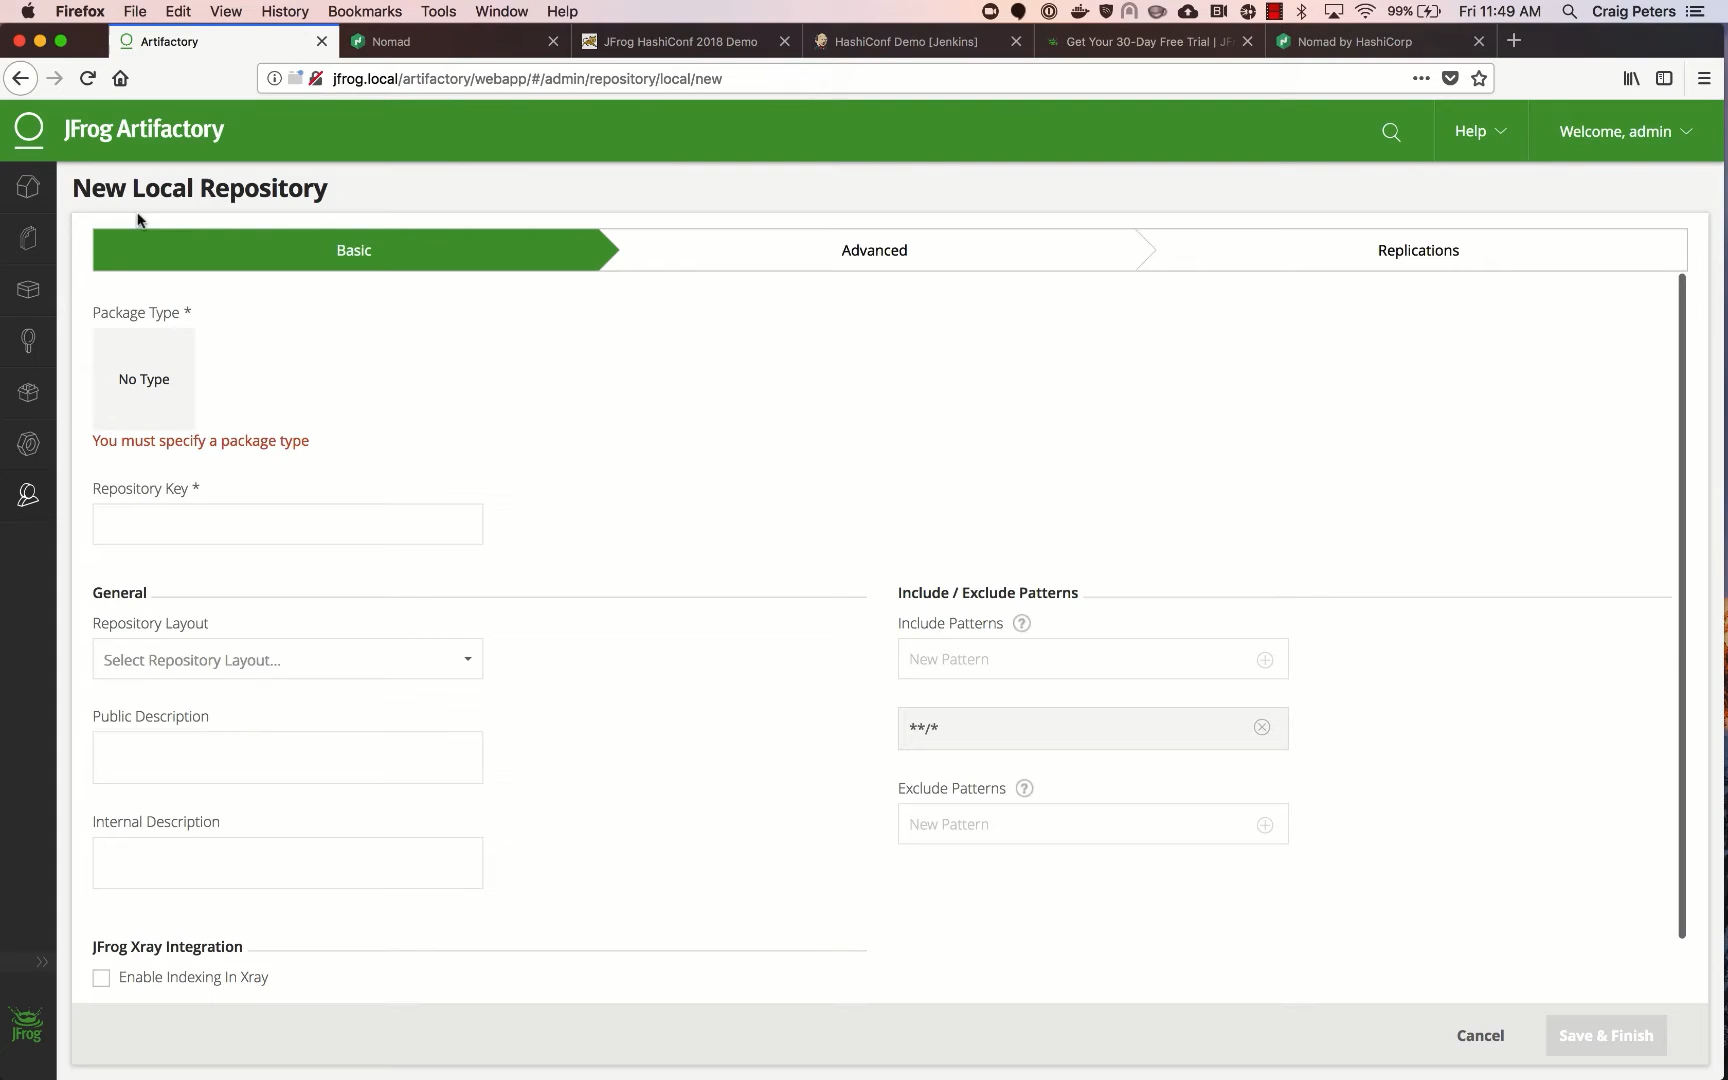 Firefox File Edit View History Bookmarks Tools Window Help 99% Fri 11:49 AM Craig Peters
Artifactory Nomad JFrog HashiConf 2018 Demo HashiConf Demo [Jenkins] Get Your 30-Day Free Trial | JF Nomad by HashiCorp
jfrog.local/artifactory/webapp/#/admin/repository/local/new
JFrog Artifactory Help Welcome, admin
New Local Repository
Basic Advanced Replications
Package Type *
No Type
You must specify a package type
Repository Key *
General Include / Exclude Patterns
Repository Layout Include Patterns ?
Select Repository Layout... New Pattern
Public Description
**/*
Exclude Patterns ?
Internal Description New Pattern
JFrog Xray Integration
Enable Indexing In Xray
JFrog
Cancel Save & Finish